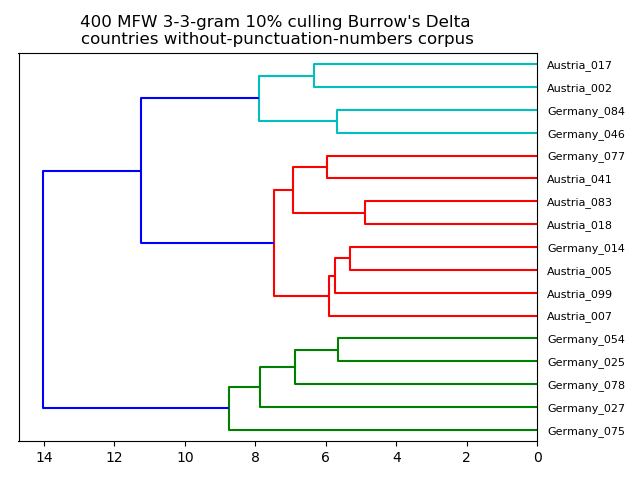 400 MFW 3-3-gram 10% culling Burrow's Delta
countries without-punctuation-numbers corpus
Austria_017
Austria_002
Germany_084
Germany_046
Germany_077
Austria_041
Austria_083
Austria_018
Germany_014
Austria_005
Austria_099
Austria_007
Germany_054
Germany_025
Germany_078
Germany_027
Germany_075
14 12 10 8 6 4 2 0